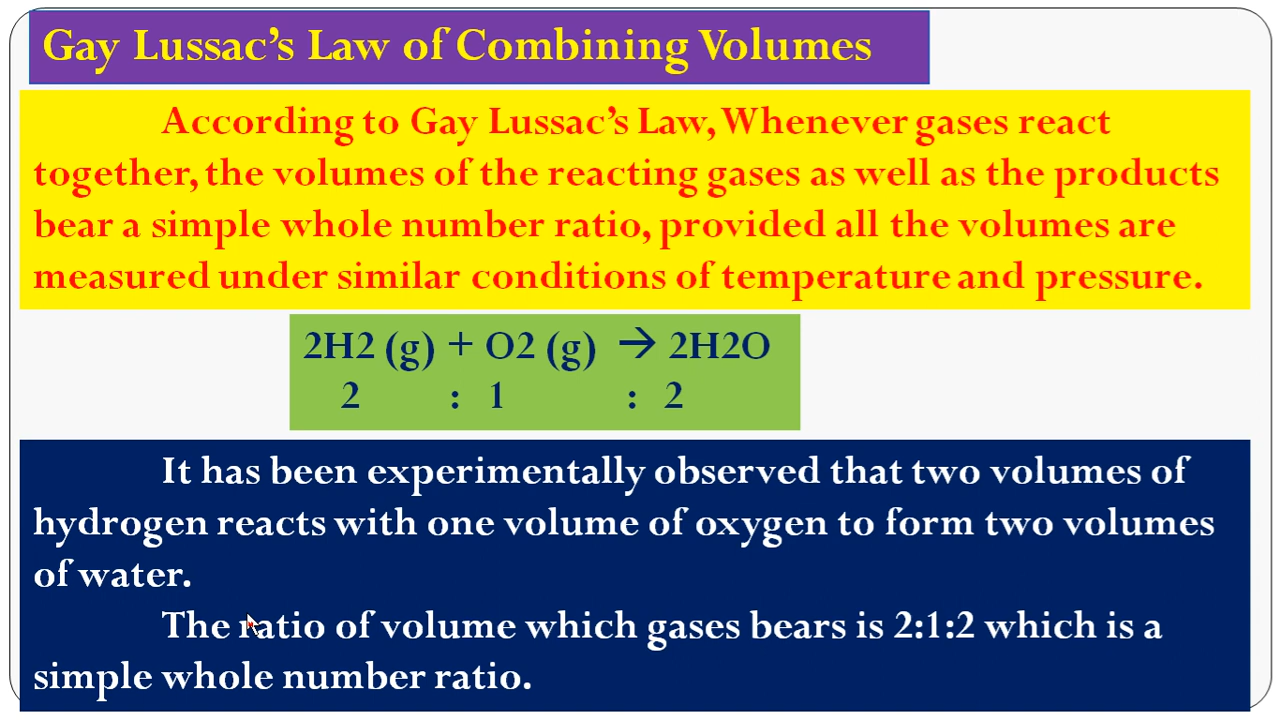 Gay Lussac’s Law of Combining Volumes
According to Gay Lussac’s Law, Whenever gases react
together, the volumes of the reacting gases as well as the products
bear a simple whole number ratio, provided all the volumes are
measured under similar conditions of temperature and pressure.
2H2 (g) + O2 (g) → 2H2O
2 : 1 : 2
It has been experimentally observed that two volumes of
hydrogen reacts with one volume of oxygen to form two volumes
of water.
The ratio of volume which gases bears is 2:1:2 which is a
simple whole number ratio.